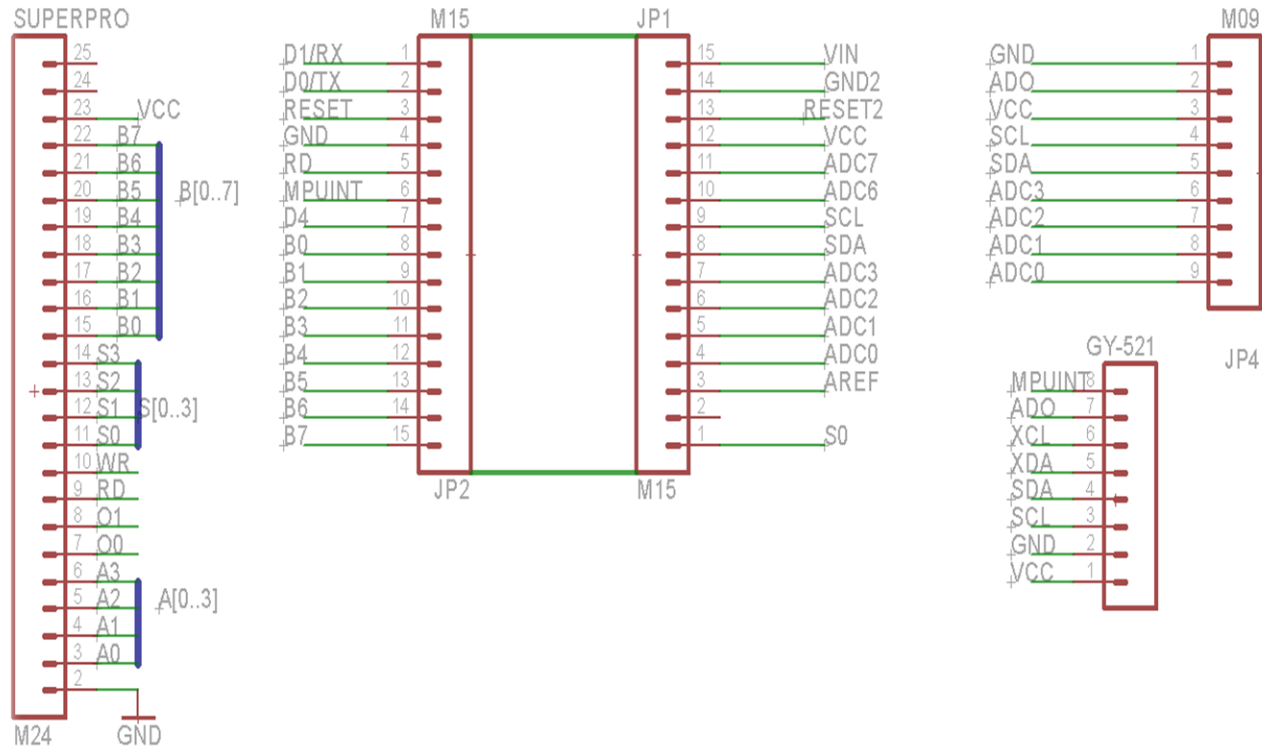 SUPERPRO
25
24
23 VCC
22 B7
21 B6
20 B5
B[0..7]
19 B4
18 B3
17 B2
16 B1
15 B0
14 S3
13 S2
12 S1
S[0..3]
11 S0
10 WR
9 RD
8 O1
7 O0
6 A3
5 A2
A[0..3]
4 A1
3 A0
2
GND
M24
M15
D1/RX 1
D0/TX 2
RESET 3
GND 4
RD 5
MPUINT 6
D4 7
B0 8
B1 9
B2 10
B3 11
B4 12
B5 13
B6 14
B7 15
JP2
JP1
15 VIN
14 GND2
13 RESET2
12 VCC
11 ADC7
10 ADC6
9 SCL
8 SDA
7 ADC3
6 ADC2
5 ADC1
4 ADC0
3 AREF
2
1 S0
M15
M09
GND 1
ADO 2
VCC 3
SCL 4
SDA 5
ADC3 6
ADC2 7
ADC1 8
ADC0 9
JP4
GY-521
MPUINT 8
ADO 7
XCL 6
XDA 5
SDA 4
SCL 3
GND 2
VCC 1